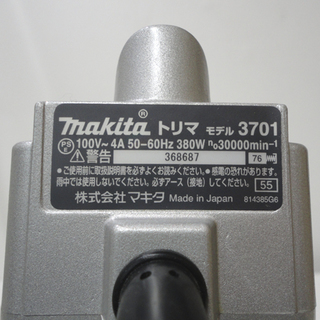 makita® トリマ モデル 3701
PS E 100V~ 4A 50-60Hz 380W n₀30000min⁻¹
⚠警告 368687 76
●ご使用前に取扱説明書を必ずよくお読みください。●感電の恐れがあります。
雨中では使用しないでください。必ずアース（接地）してください。 55
株式会社 マキタ Made in Japan 814385G6